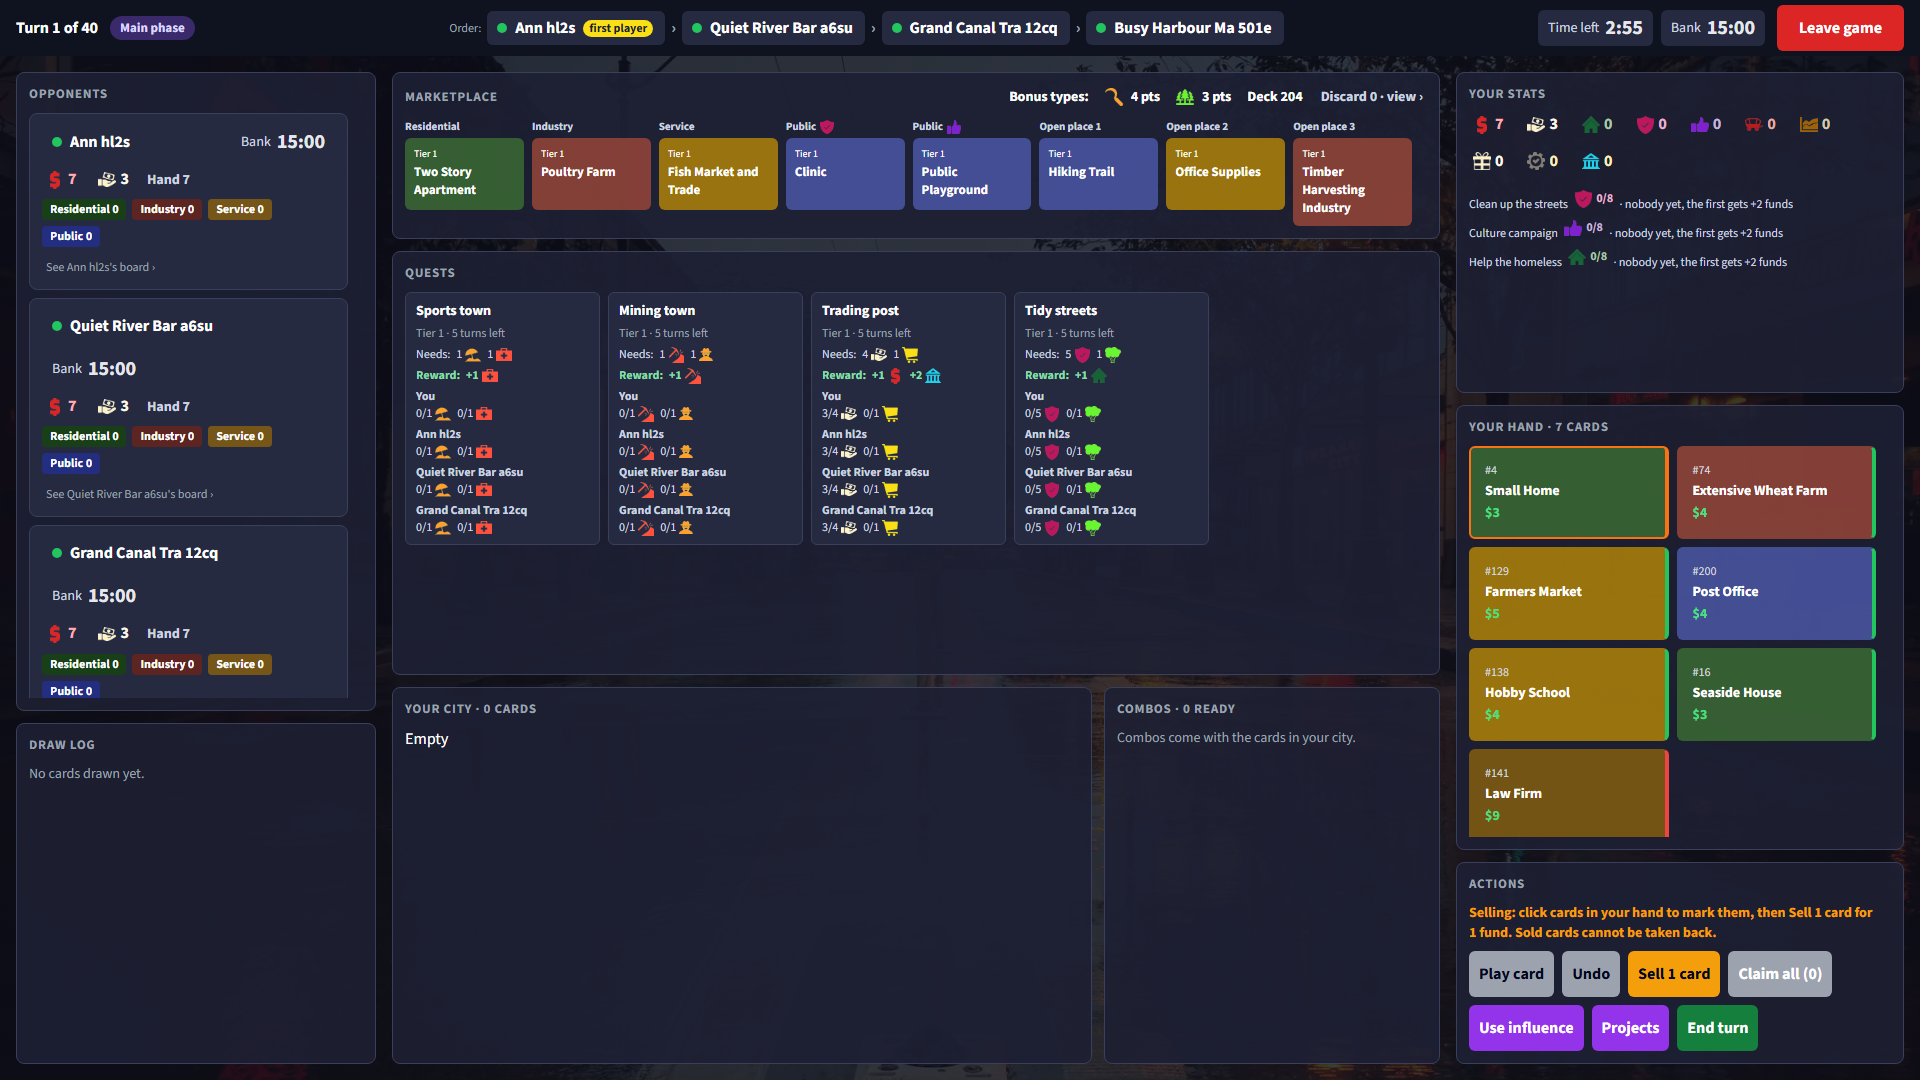 Turn 1 of 40
Main phase
Order:
Ann hl2s first player › Quiet River Bar a6su › Grand Canal Tra 12cq › Busy Harbour Ma 501e
Time left 2:55
Bank 15:00
Leave game
OPPONENTS
Ann hl2s
Bank 15:00
7 3 Hand 7
Residential 0 Industry 0 Service 0
Public 0
See Ann hl2s's board ›
Quiet River Bar a6su
Bank 15:00
7 3 Hand 7
Residential 0 Industry 0 Service 0
Public 0
See Quiet River Bar a6su's board ›
Grand Canal Tra 12cq
Bank 15:00
7 3 Hand 7
Residential 0 Industry 0 Service 0
Public 0
DRAW LOG
No cards drawn yet.
MARKETPLACE
Bonus types: 4 pts 3 pts Deck 204 Discard 0 · view ›
Residential
Tier 1
Two Story
Apartment
Industry
Tier 1
Poultry Farm
Service
Tier 1
Fish Market and
Trade
Public
Tier 1
Clinic
Public
Tier 1
Public
Playground
Open place 1
Tier 1
Hiking Trail
Open place 2
Tier 1
Office Supplies
Open place 3
Tier 1
Timber
Harvesting
Industry
QUESTS
Sports town
Tier 1 · 5 turns left
Needs: 1 1
Reward: +1
You
0/1 0/1
Ann hl2s
0/1 0/1
Quiet River Bar a6su
0/1 0/1
Grand Canal Tra 12cq
0/1 0/1
Mining town
Tier 1 · 5 turns left
Needs: 1 1
Reward: +1
You
0/1 0/1
Ann hl2s
0/1 0/1
Quiet River Bar a6su
0/1 0/1
Grand Canal Tra 12cq
0/1 0/1
Trading post
Tier 1 · 5 turns left
Needs: 4 1
Reward: +1 +2
You
3/4 0/1
Ann hl2s
3/4 0/1
Quiet River Bar a6su
3/4 0/1
Grand Canal Tra 12cq
3/4 0/1
Tidy streets
Tier 1 · 5 turns left
Needs: 5 1
Reward: +1
You
0/5 0/1
Ann hl2s
0/5 0/1
Quiet River Bar a6su
0/5 0/1
Grand Canal Tra 12cq
0/5 0/1
YOUR CITY · 0 CARDS
Empty
COMBOS · 0 READY
Combos come with the cards in your city.
YOUR STATS
7 3 0 0 0 0 0
0 0 0
Clean up the streets 0/8 · nobody yet, the first gets +2 funds
Culture campaign 0/8 · nobody yet, the first gets +2 funds
Help the homeless 0/8 · nobody yet, the first gets +2 funds
YOUR HAND · 7 CARDS
#4
Small Home
$3
#74
Extensive Wheat Farm
$4
#129
Farmers Market
$5
#200
Post Office
$4
#138
Hobby School
$4
#16
Seaside House
$3
#141
Law Firm
$9
ACTIONS
Selling: click cards in your hand to mark them, then Sell 1 card for
1 fund. Sold cards cannot be taken back.
Play card
Undo
Sell 1 card
Claim all (0)
Use influence
Projects
End turn